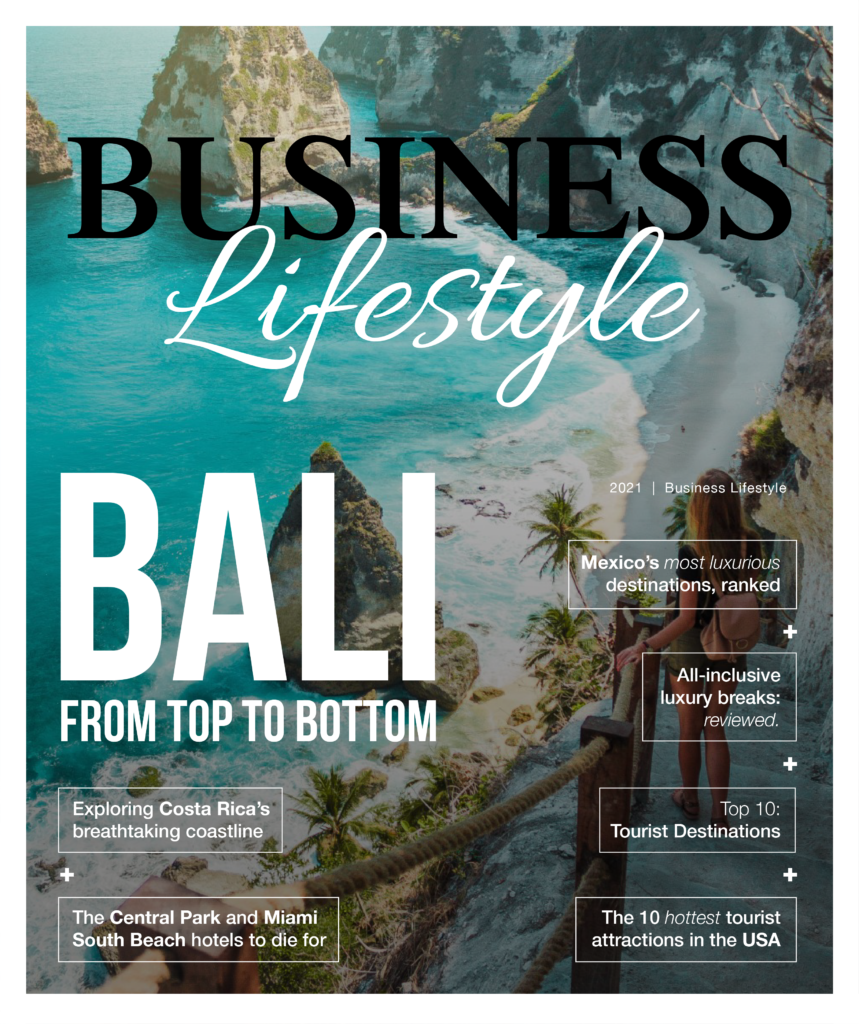 BUSINESS
Lifestyle
2021 | Business Lifestyle
BALI
FROM TOP TO BOTTOM
Mexico's most luxurious
destinations, ranked
+
All-inclusive
luxury breaks:
reviewed.
+
Top 10:
Tourist Destinations
+
The 10 hottest tourist
attractions in the USA
Exploring Costa Rica's
breathtaking coastline
+
The Central Park and Miami
South Beach hotels to die for